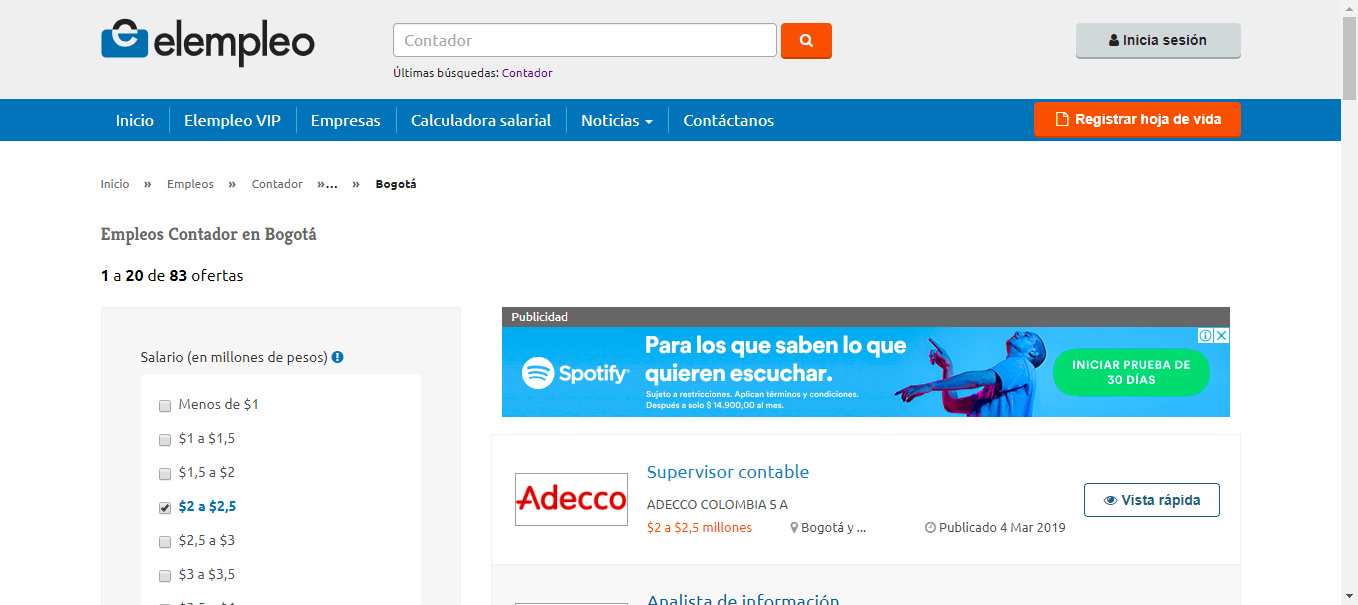 elempleo
Contador
Inicia sesión
Últimas búsquedas: Contador
Inicio
Elempleo VIP
Empresas
Calculadora salarial
Noticias
Contáctanos
Registrar hoja de vida
Inicio » Empleos » Contador »... » Bogotá
Empleos Contador en Bogotá
1 a 20 de 83 ofertas
Salario (en millones de pesos)
Menos de $1
$1 a $1,5
$1,5 a $2
$2 a $2,5
$2,5 a $3
$3 a $3,5
$3,5 a $4
Publicidad
Spotify
Para los que saben lo que
quieren escuchar.
Sujeto a restricciones. Aplican términos y condiciones.
Después a solo $ 14.900,00 al mes.
INICIAR PRUEBA DE
30 DÍAS
Adecco
Supervisor contable
ADECCO COLOMBIA S A
$2 a $2,5 millones
Bogotá y ...
Publicado 4 Mar 2019
Vista rápida
Analista de información